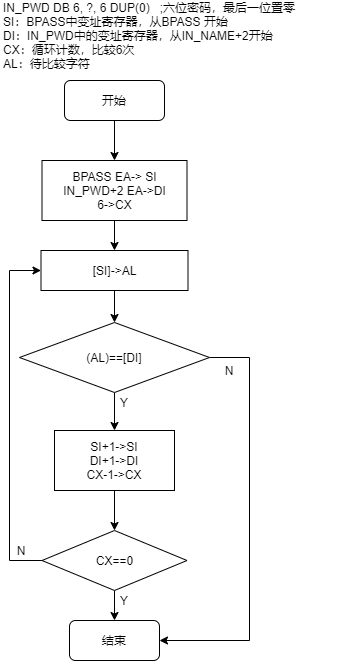 IN_PWD DB 6, ?, 6 DUP(0)   ;六位密码，最后一位置零
SI：BPASS中变址寄存器，从BPASS 开始
DI：IN_PWD中的变址寄存器，从IN_NAME+2开始
CX：循环计数，比较6次
AL：待比较字符
开始
BPASS EA-> SI
IN_PWD+2 EA->DI
6->CX
[SI]->AL
(AL)==[DI]
N
Y
SI+1->SI
DI+1->DI
CX-1->CX
N
CX==0
Y
结束